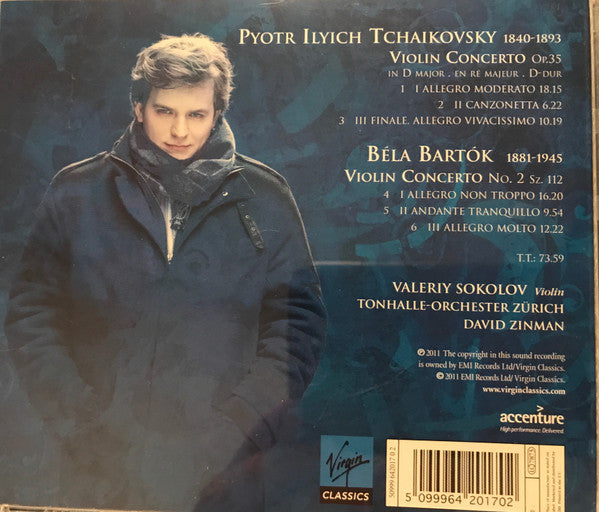 PYOTR ILYICH TCHAIKOVSKY 1840-1893
VIOLIN CONCERTO OP.35
IN D MAJOR . EN RÉ MAJEUR . D-DUR
1 I ALLEGRO MODERATO 18.15
2 II CANZONETTA 6.22
3 III FINALE. ALLEGRO VIVACISSIMO 10.19
BÉLA BARTÓK 1881-1945
VIOLIN CONCERTO NO. 2 SZ. 112
4 I ALLEGRO NON TROPPO 16.20
5 II ANDANTE TRANQUILLO 9.54
6 III ALLEGRO MOLTO 12.22
T.T.: 73.59
VALERIY SOKOLOV Violin
TONHALLE-ORCHESTER ZÜRICH
DAVID ZINMAN
℗ 2011 The copyright in this sound recording
is owned by EMI Records Ltd/Virgin Classics.
© 2011 EMI Records Ltd/ Virgin Classics.
www.virginclassics.com
accenture
High performance. Delivered.
Virgin
CLASSICS
50999 642017 0 2
5 099964 201702